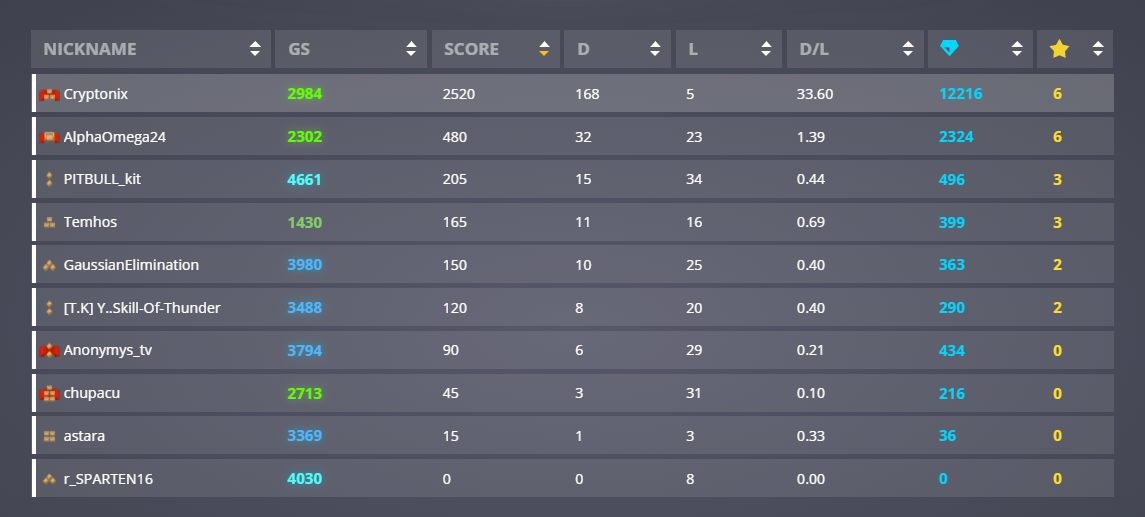 NICKNAME GS SCORE D L D/L
Cryptonix 2984 2520 168 5 33.60 12216 6
AlphaOmega24 2302 480 32 23 1.39 2324 6
PITBULL_kit 4661 205 15 34 0.44 496 3
Temhos 1430 165 11 16 0.69 399 3
GaussianElimination 3980 150 10 25 0.40 363 2
[T.K] Y..Skill-Of-Thunder 3488 120 8 20 0.40 290 2
Anonymys_tv 3794 90 6 29 0.21 434 0
chupacu 2713 45 3 31 0.10 216 0
astara 3369 15 1 3 0.33 36 0
r_SPARTEN16 4030 0 0 8 0.00 0 0